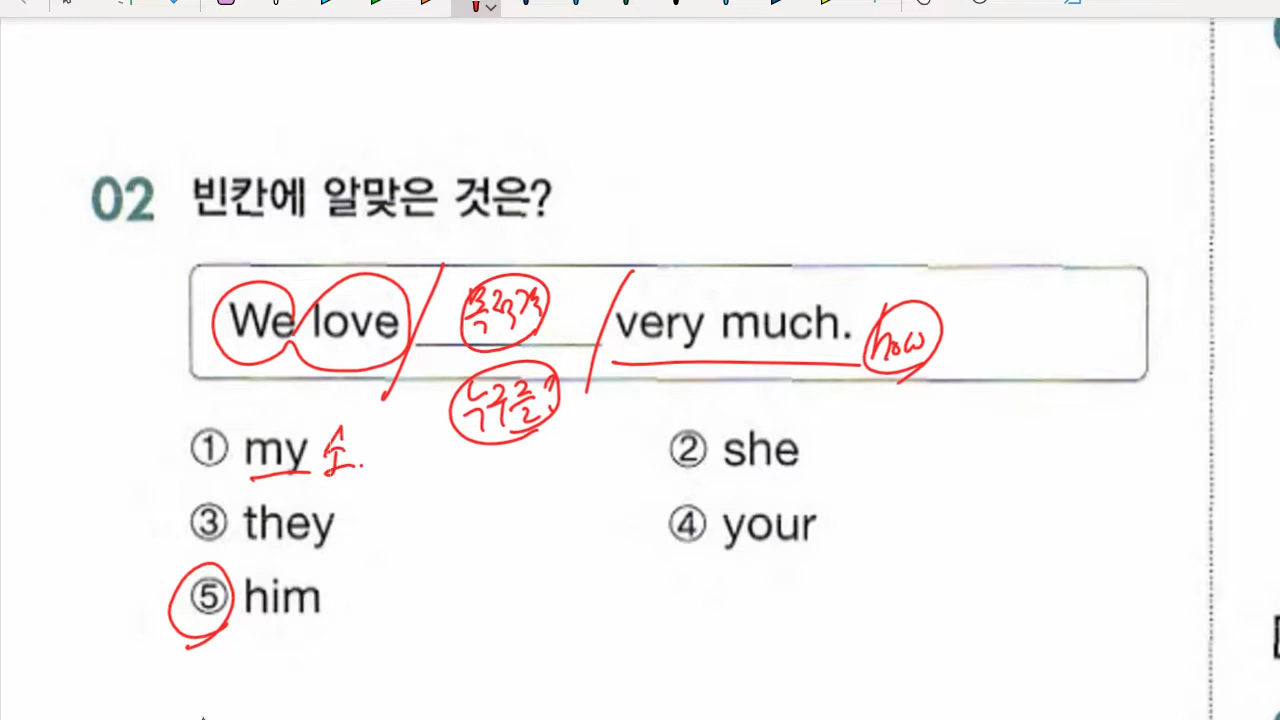 02 빈칸에 알맞은 것은?
We love 목적격 very much. how
누구를?
① my 소. ② she
③ they ④ your
⑤ him